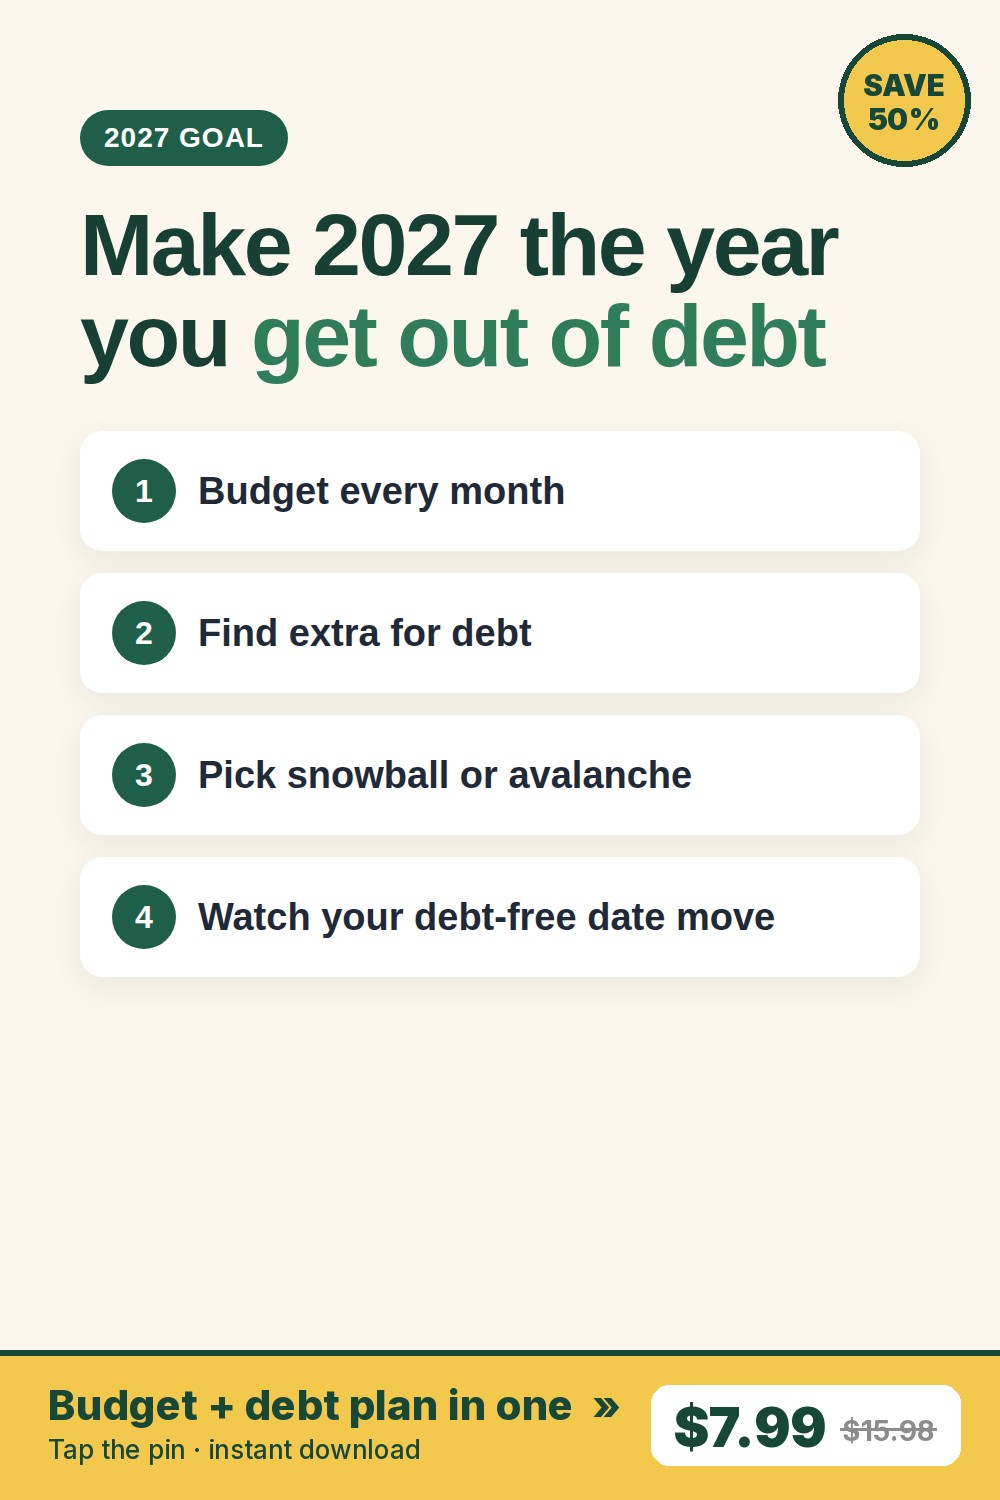 SAVE
50%
2027 GOAL
Make 2027 the year
you get out of debt
1 Budget every month
2 Find extra for debt
3 Pick snowball or avalanche
4 Watch your debt-free date move
Budget + debt plan in one »
Tap the pin · instant download
$7.99 $15.98